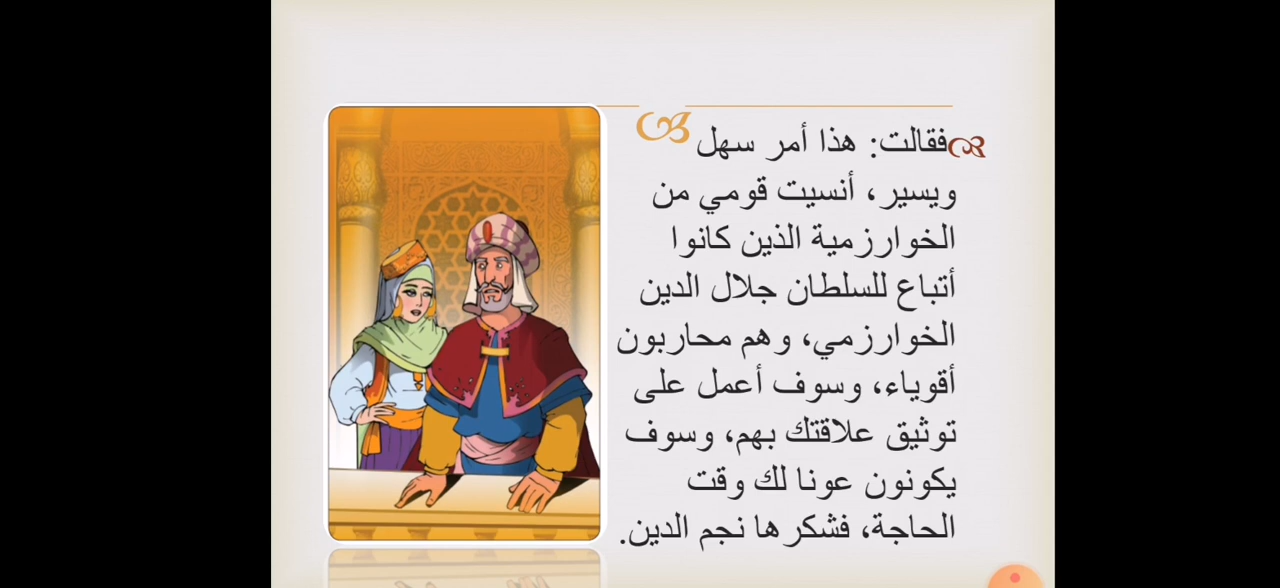 فقالت: هذا أمر سهل
ويسير، أنسيت قومي من
الخوارزمية الذين كانوا
أتباع للسلطان جلال الدين
الخوارزمي، وهم محاربون
أقوياء، وسوف أعمل على
توثيق علاقتك بهم، وسوف
يكونون عونا لك وقت
الحاجة، فشكرها نجم الدين.